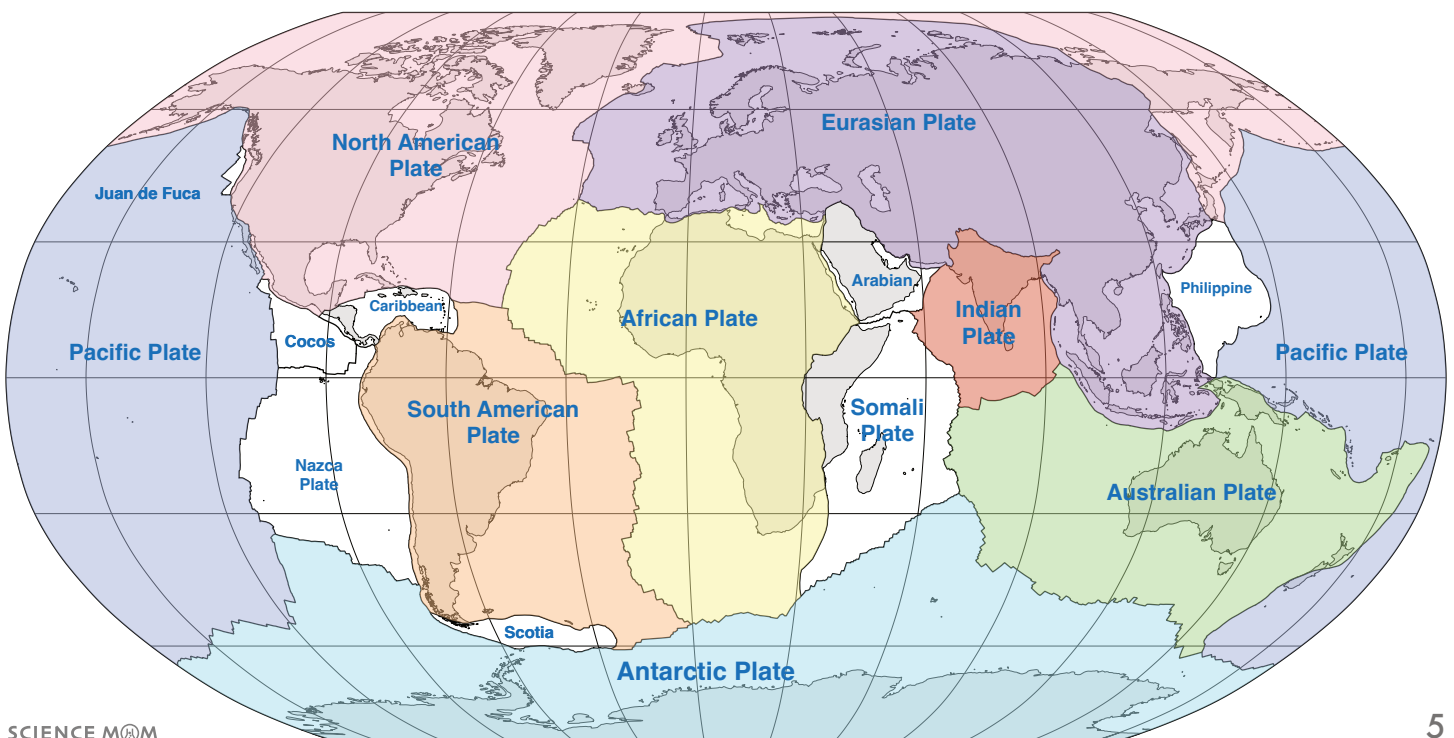 North American
Plate
Eurasian Plate
Juan de Fuca
Arabian
Philippine
Caribbean
African Plate
Indian
Plate
Cocos
Pacific Plate
Pacific Plate
South American
Plate
Somali
Plate
Nazca
Plate
Australian Plate
Scotia
Antarctic Plate
SCIENCE MOM
5